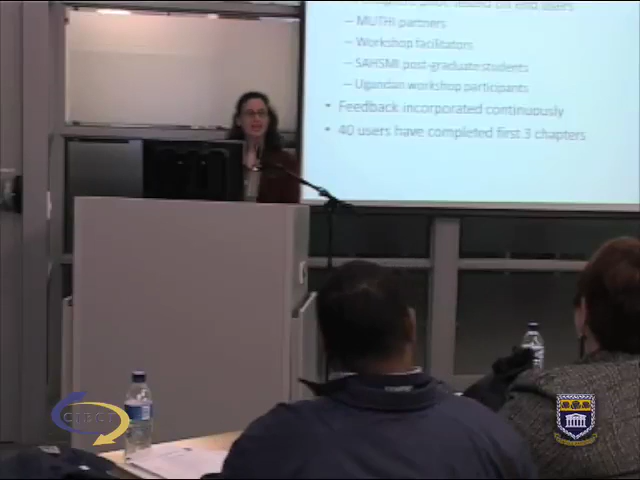 – MUTHI partners
– Workshop facilitators
– SAHSMI post-graduate students
– Ugandan workshop participants
• Feedback incorporated continuously
• 40 users have completed first 3 chapters